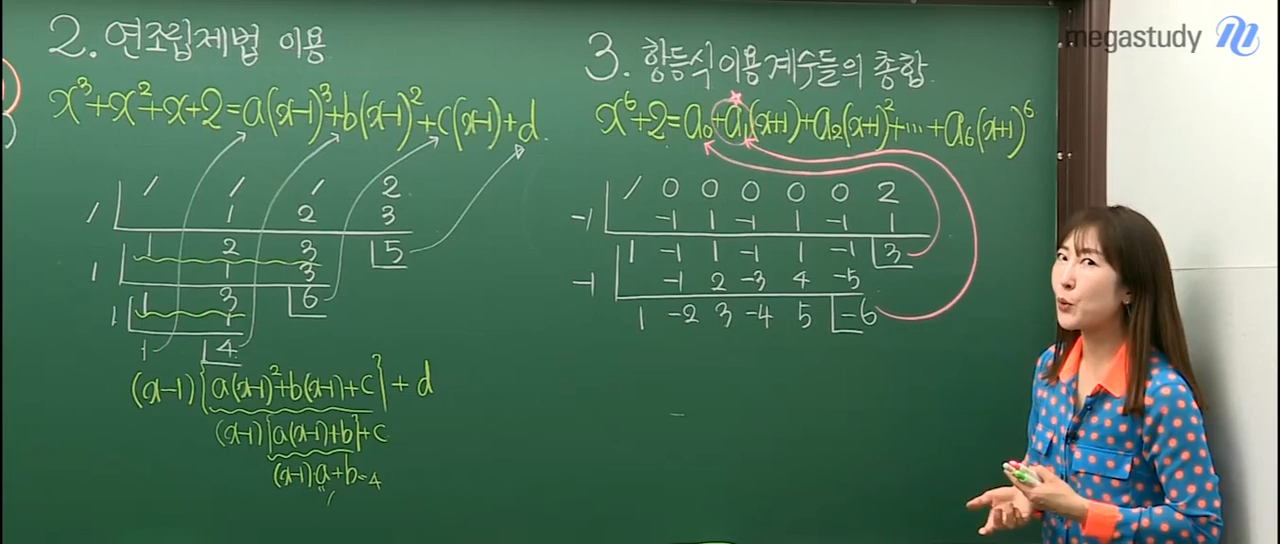 megastudy
2. 연조립제법 이용
x³+x²+x+2=a(x-1)³+b(x-1)²+c(x-1)+d
1 1 1 2
1 1 2 3
1 2 3 5
1 1 3
1 3 6
1 1
1 4
(x-1){a(x-1)²+b(x-1)+c}+d
(x-1){a(x-1)+b}+c
(x-1)·a+b=4
"
1
3. 항등식 이용 계수들의 총합
x⁶+2=a₀+a₁(x+1)+a₂(x+1)²+⋯+a₆(x+1)⁶
1 0 0 0 0 0 2
-1 -1 1 -1 1 -1 1
1 -1 1 -1 1 -1 3
-1 -1 2 -3 4 -5
1 -2 3 -4 5 -6